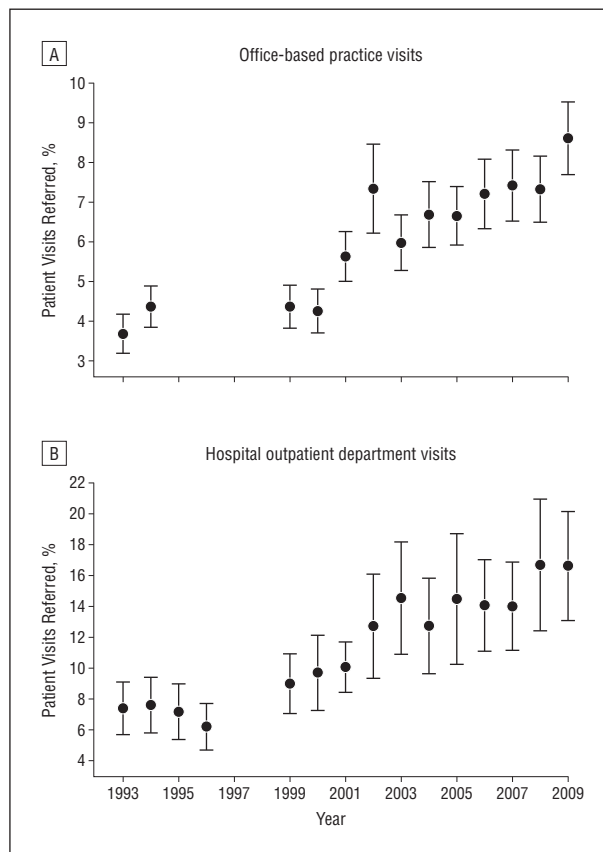 A
Office-based practice visits
10
9
8
7
6
5
4
3
Patient Visits Referred, %
B
Hospital outpatient department visits
22
20
18
16
14
12
10
8
6
4
Patient Visits Referred, %
1993 1995 1997 1999 2001 2003 2005 2007 2009
Year